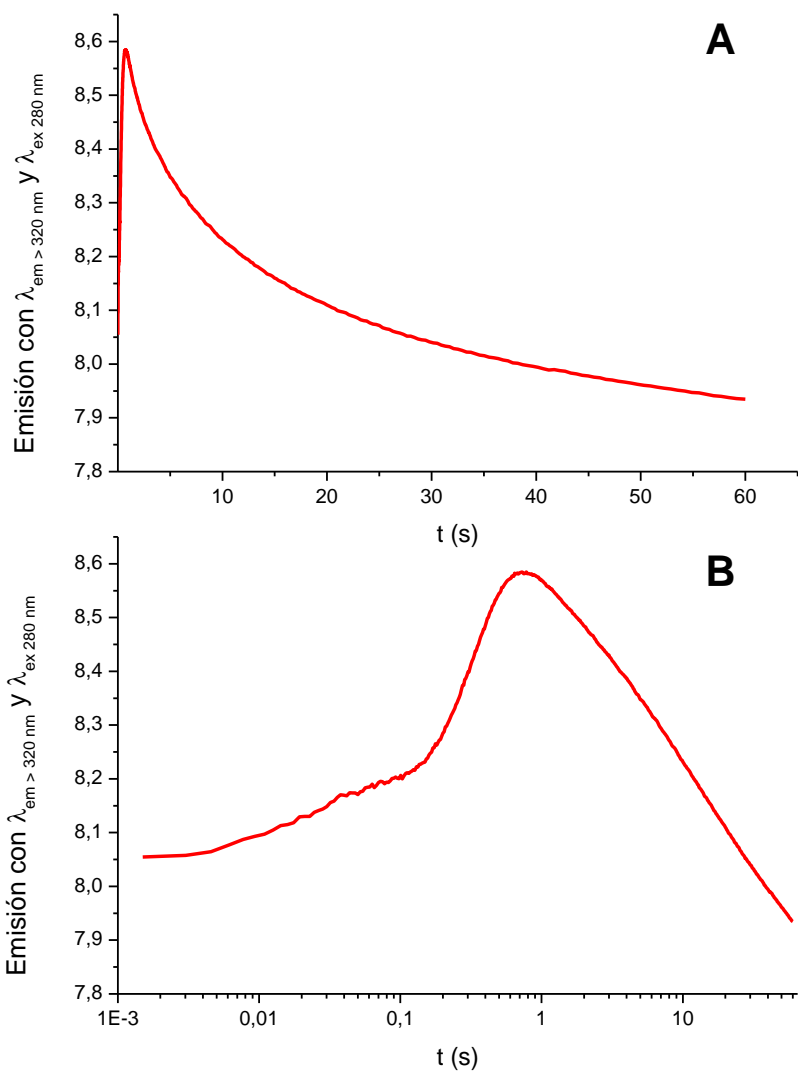 A
8,6
8,5
8,4
8,3
8,2
8,1
8,0
7,9
7,8
Emisión con λem > 320 nm y λex 280 nm
10 20 30 40 50 60
t (s)
B
8,6
8,5
8,4
8,3
8,2
8,1
8,0
7,9
7,8
Emisión con λem > 320 nm y λex 280 nm
1E-3 0,01 0,1 1 10
t (s)